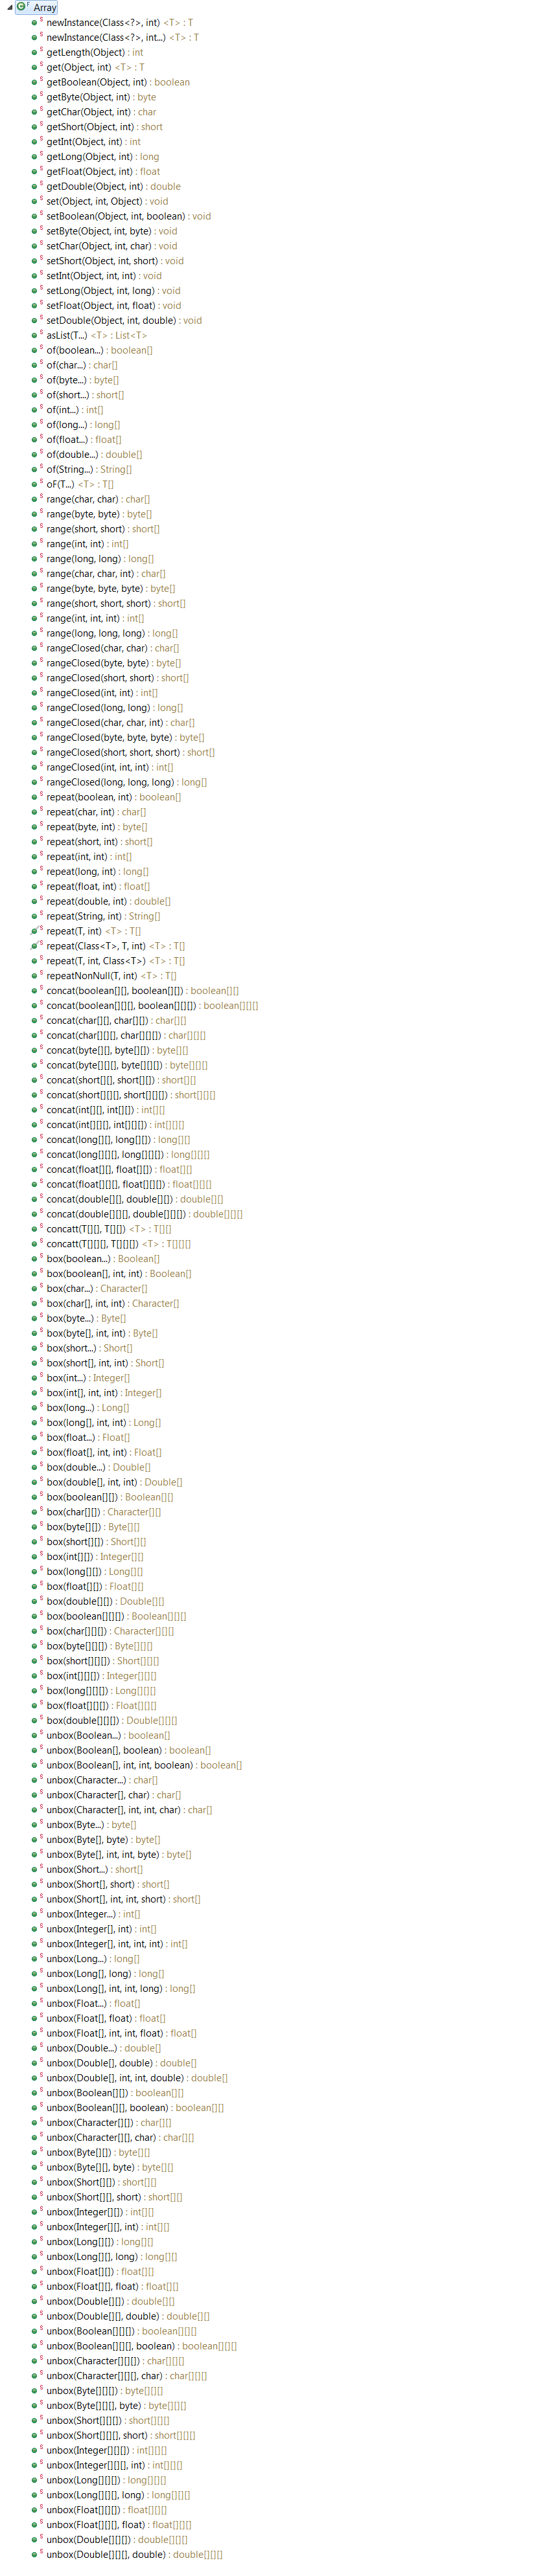 Array
newInstance(Class<?>, int) <T> : T
newInstance(Class<?>, int...) <T> : T
getLength(Object) : int
get(Object, int) <T> : T
getBoolean(Object, int) : boolean
getByte(Object, int) : byte
getChar(Object, int) : char
getShort(Object, int) : short
getInt(Object, int) : int
getLong(Object, int) : long
getFloat(Object, int) : float
getDouble(Object, int) : double
set(Object, int, Object) : void
setBoolean(Object, int, boolean) : void
setByte(Object, int, byte) : void
setChar(Object, int, char) : void
setShort(Object, int, short) : void
setInt(Object, int, int) : void
setLong(Object, int, long) : void
setFloat(Object, int, float) : void
setDouble(Object, int, double) : void
asList(T...) <T> : List<T>
of(boolean...) : boolean[]
of(char...) : char[]
of(byte...) : byte[]
of(short...) : short[]
of(int...) : int[]
of(long...) : long[]
of(float...) : float[]
of(double...) : double[]
of(String...) : String[]
oF(T...) <T> : T[]
range(char, char) : char[]
range(byte, byte) : byte[]
range(short, short) : short[]
range(int, int) : int[]
range(long, long) : long[]
range(char, char, int) : char[]
range(byte, byte, byte) : byte[]
range(short, short, short) : short[]
range(int, int, int) : int[]
range(long, long, long) : long[]
rangeClosed(char, char) : char[]
rangeClosed(byte, byte) : byte[]
rangeClosed(short, short) : short[]
rangeClosed(int, int) : int[]
rangeClosed(long, long) : long[]
rangeClosed(char, char, int) : char[]
rangeClosed(byte, byte, byte) : byte[]
rangeClosed(short, short, short) : short[]
rangeClosed(int, int, int) : int[]
rangeClosed(long, long, long) : long[]
repeat(boolean, int) : boolean[]
repeat(char, int) : char[]
repeat(byte, int) : byte[]
repeat(short, int) : short[]
repeat(int, int) : int[]
repeat(long, int) : long[]
repeat(float, int) : float[]
repeat(double, int) : double[]
repeat(String, int) : String[]
repeat(T, int) <T> : T[]
repeat(Class<T>, T, int) <T> : T[]
repeat(T, int, Class<T>) <T> : T[]
repeatNonNull(T, int) <T> : T[]
concat(boolean[][], boolean[][]) : boolean[][]
concat(boolean[][][], boolean[][][]) : boolean[][][]
concat(char[][], char[][]) : char[][]
concat(char[][][], char[][][]) : char[][][]
concat(byte[][], byte[][]) : byte[][]
concat(byte[][][], byte[][][]) : byte[][][]
concat(short[][], short[][]) : short[][]
concat(short[][][], short[][][]) : short[][][]
concat(int[][], int[][]) : int[][]
concat(int[][][], int[][][]) : int[][][]
concat(long[][], long[][]) : long[][]
concat(long[][][], long[][][]) : long[][][]
concat(float[][], float[][]) : float[][]
concat(float[][][], float[][][]) : float[][][]
concat(double[][], double[][]) : double[][]
concat(double[][][], double[][][]) : double[][][]
concatt(T[][], T[][]) <T> : T[][]
concatt(T[][][], T[][][]) <T> : T[][][]
box(boolean...) : Boolean[]
box(boolean[], int, int) : Boolean[]
box(char...) : Character[]
box(char[], int, int) : Character[]
box(byte...) : Byte[]
box(byte[], int, int) : Byte[]
box(short...) : Short[]
box(short[], int, int) : Short[]
box(int...) : Integer[]
box(int[], int, int) : Integer[]
box(long...) : Long[]
box(long[], int, int) : Long[]
box(float...) : Float[]
box(float[], int, int) : Float[]
box(double...) : Double[]
box(double[], int, int) : Double[]
box(boolean[][]) : Boolean[][]
box(char[][]) : Character[][]
box(byte[][]) : Byte[][]
box(short[][]) : Short[][]
box(int[][]) : Integer[][]
box(long[][]) : Long[][]
box(float[][]) : Float[][]
box(double[][]) : Double[][]
box(boolean[][][]) : Boolean[][][]
box(char[][][]) : Character[][][]
box(byte[][][]) : Byte[][][]
box(short[][][]) : Short[][][]
box(int[][][]) : Integer[][][]
box(long[][][]) : Long[][][]
box(float[][][]) : Float[][][]
box(double[][][]) : Double[][][]
unbox(Boolean...) : boolean[]
unbox(Boolean[], boolean) : boolean[]
unbox(Boolean[], int, int, boolean) : boolean[]
unbox(Character...) : char[]
unbox(Character[], char) : char[]
unbox(Character[], int, int, char) : char[]
unbox(Byte...) : byte[]
unbox(Byte[], byte) : byte[]
unbox(Byte[], int, int, byte) : byte[]
unbox(Short...) : short[]
unbox(Short[], short) : short[]
unbox(Short[], int, int, short) : short[]
unbox(Integer...) : int[]
unbox(Integer[], int) : int[]
unbox(Integer[], int, int, int) : int[]
unbox(Long...) : long[]
unbox(Long[], long) : long[]
unbox(Long[], int, int, long) : long[]
unbox(Float...) : float[]
unbox(Float[], float) : float[]
unbox(Float[], int, int, float) : float[]
unbox(Double...) : double[]
unbox(Double[], double) : double[]
unbox(Double[], int, int, double) : double[]
unbox(Boolean[][]) : boolean[][]
unbox(Boolean[][], boolean) : boolean[][]
unbox(Character[][]) : char[][]
unbox(Character[][], char) : char[][]
unbox(Byte[][]) : byte[][]
unbox(Byte[][], byte) : byte[][]
unbox(Short[][]) : short[][]
unbox(Short[][], short) : short[][]
unbox(Integer[][]) : int[][]
unbox(Integer[][], int) : int[][]
unbox(Long[][]) : long[][]
unbox(Long[][], long) : long[][]
unbox(Float[][]) : float[][]
unbox(Float[][], float) : float[][]
unbox(Double[][]) : double[][]
unbox(Double[][], double) : double[][]
unbox(Boolean[][][]) : boolean[][][]
unbox(Boolean[][][], boolean) : boolean[][][]
unbox(Character[][][]) : char[][][]
unbox(Character[][][], char) : char[][][]
unbox(Byte[][][]) : byte[][][]
unbox(Byte[][][], byte) : byte[][][]
unbox(Short[][][]) : short[][][]
unbox(Short[][][], short) : short[][][]
unbox(Integer[][][]) : int[][][]
unbox(Integer[][][], int) : int[][][]
unbox(Long[][][]) : long[][][]
unbox(Long[][][], long) : long[][][]
unbox(Float[][][]) : float[][][]
unbox(Float[][][], float) : float[][][]
unbox(Double[][][]) : double[][][]
unbox(Double[][][], double) : double[][][]